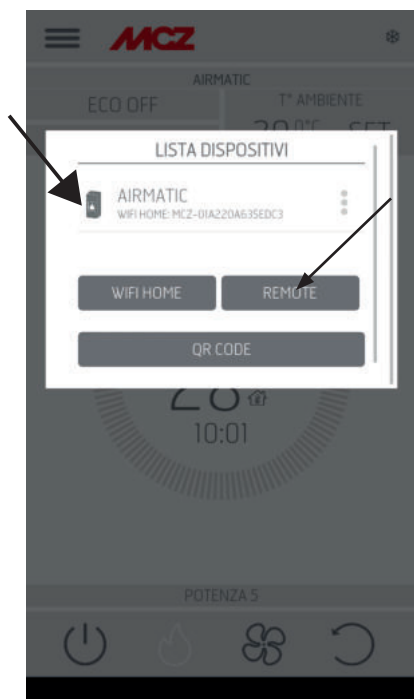 MCZ
AIRMATIC
ECO OFF
T° AMBIENTE
SET
LISTA DISPOSITIVI
AIRMATIC
WIFI HOME: MCZ-01A220A635EDC3
WIFI HOME
REMOTE
QR CODE
10:01
POTENZA 5